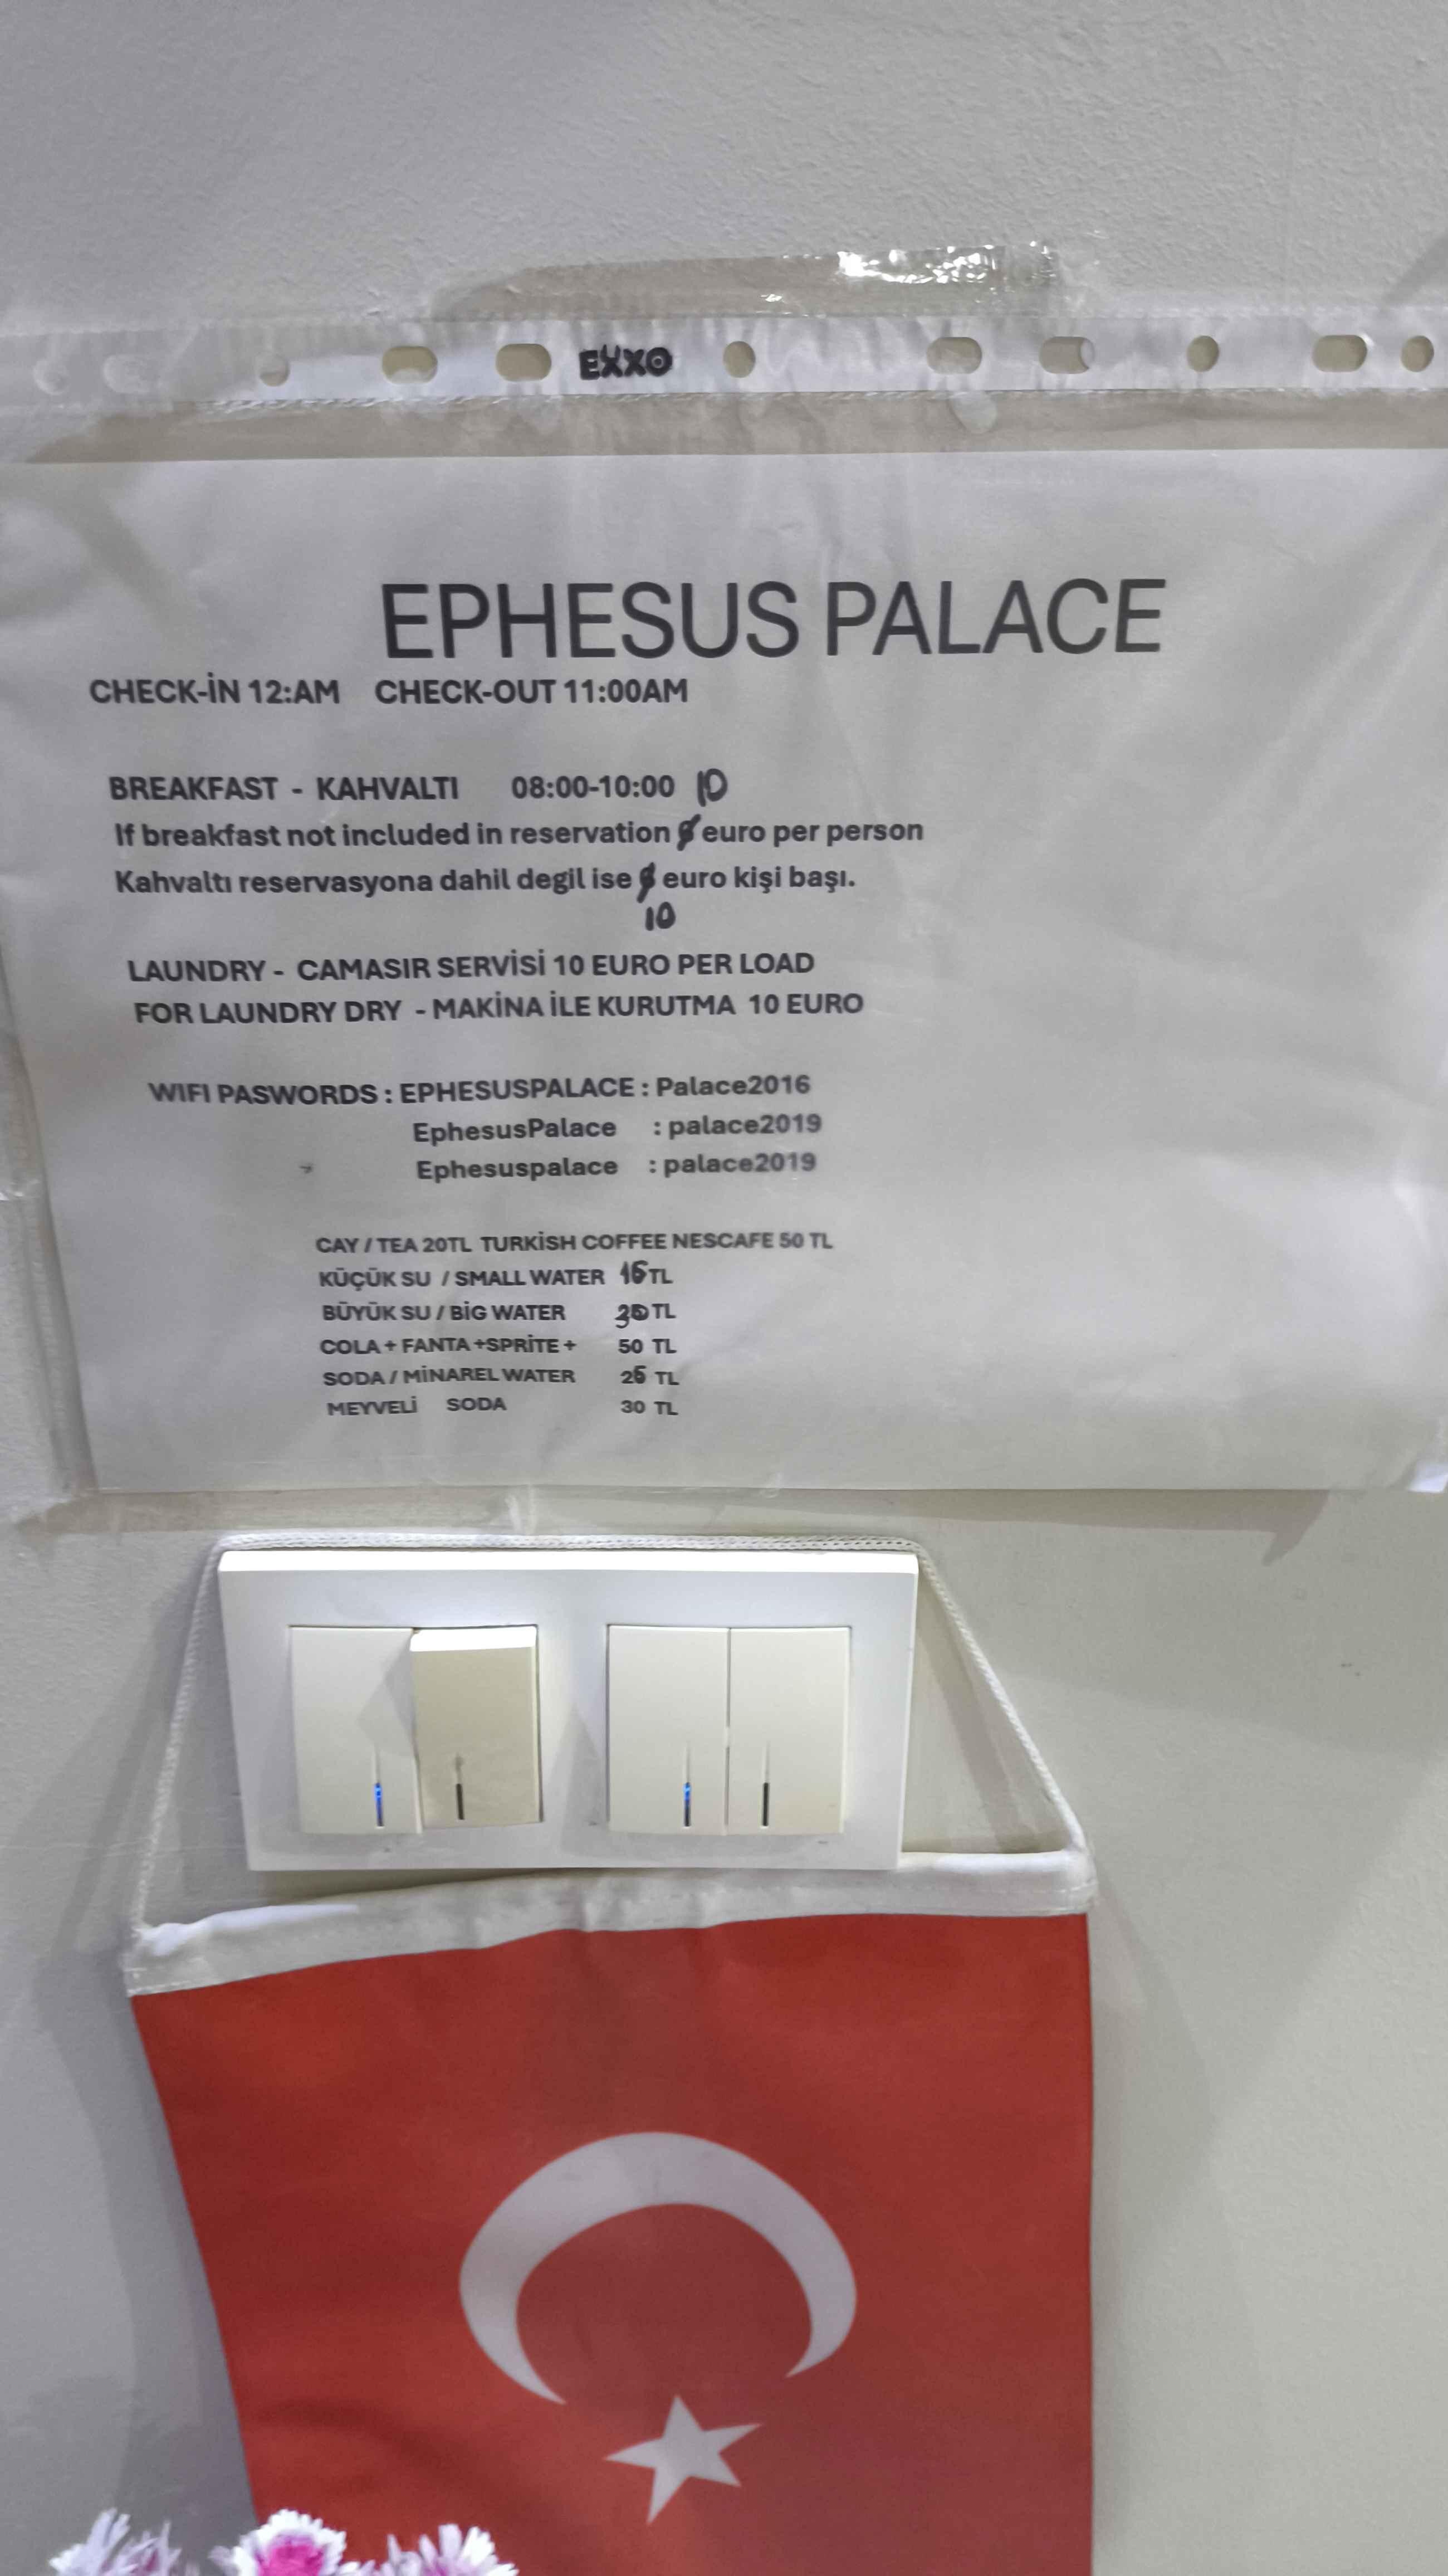 EXXO
EPHESUS PALACE
CHECK-İN 12:AM CHECK-OUT 11:00AM
BREAKFAST - KAHVALTI 08:00-10:00 10
If breakfast not included in reservation euro per person
Kahvaltı reservasyona dahil degil ise euro kişi başı.
10
LAUNDRY - CAMASIR SERVİSİ 10 EURO PER LOAD
FOR LAUNDRY DRY - MAKİNA İLE KURUTMA 10 EURO
WIFI PASWORDS : EPHESUSPALACE : Palace2016
EphesusPalace : palace2019
Ephesuspalace : palace2019
CAY / TEA 20TL TURKİSH COFFEE NESCAFE 50 TL
KÜÇÜK SU / SMALL WATER 15 TL
BÜYÜK SU / BİG WATER 30 TL
COLA + FANTA +SPRİTE + 50 TL
SODA / MİNAREL WATER 25 TL
MEYVELİ SODA 30 TL